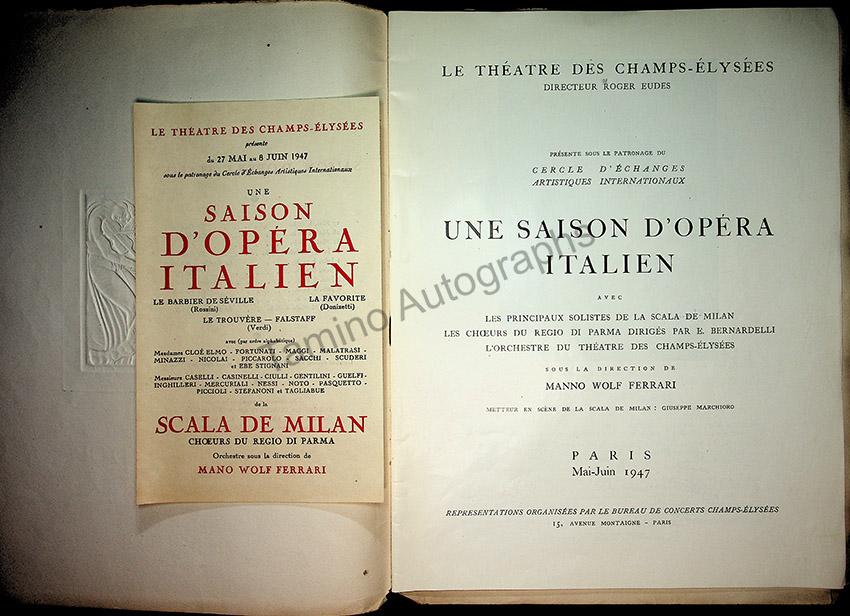 LE THÉATRE DES CHAMPS-ÉLYSÉES
présente
du 27 MAI au 8 JUIN 1947
sous le patronage du Cercle d'Échanges Artistiques Internationaux
UNE
SAISON
D'OPÉRA
ITALIEN
LE BARBIER DE SÉVILLE LA FAVORITE
(Rossini) (Donizetti)
LE TROUVÈRE — FALSTAFF
(Verdi)
avec (par ordre alphabétique)
Mesdames CLOÉ ELMO - FORTUNATI - MAGGI - MALATRASI -
MINAZZI - NICOLAI - PICCAROLO - SACCHI - SCUDERI
et EBE STIGNANI
Messieurs CASELLI - CASINELLI - CIULLI - GENTILINI - GUELFI -
INGHILLERI - MERCURIALI - NESSI - NOTO - PASQUETTO -
PICCIOLI - STEFANONI et TAGLIABUE
de la
SCALA DE MILAN
CHŒURS DU REGIO DI PARMA
Orchestre sous la direction de
MANO WOLF FERRARI
LE THÉATRE DES CHAMPS-ÉLYSÉES
DIRECTEUR ROGER EUDES
PRÉSENTE SOUS LE PATRONAGE DU
CERCLE D'ÉCHANGES
ARTISTIQUES INTERNATIONAUX
UNE SAISON D'OPÉRA
ITALIEN
AVEC
LES PRINCIPAUX SOLISTES DE LA SCALA DE MILAN
LES CHŒURS DU REGIO DI PARMA DIRIGÉS PAR E. BERNARDELLI
L'ORCHESTRE DU THÉATRE DES CHAMPS-ÉLYSÉES
SOUS LA DIRECTION DE
MANNO WOLF FERRARI
METTEUR EN SCÈNE DE LA SCALA DE MILAN : GIUSEPPE MARCHIORO
PARIS
Mai-Juin 1947
REPRESENTATIONS ORGANISÉES PAR LE BUREAU DE CONCERTS CHAMPS-ÉLYSÉES
15, AVENUE MONTAIGNE - PARIS
Tamino Autographs